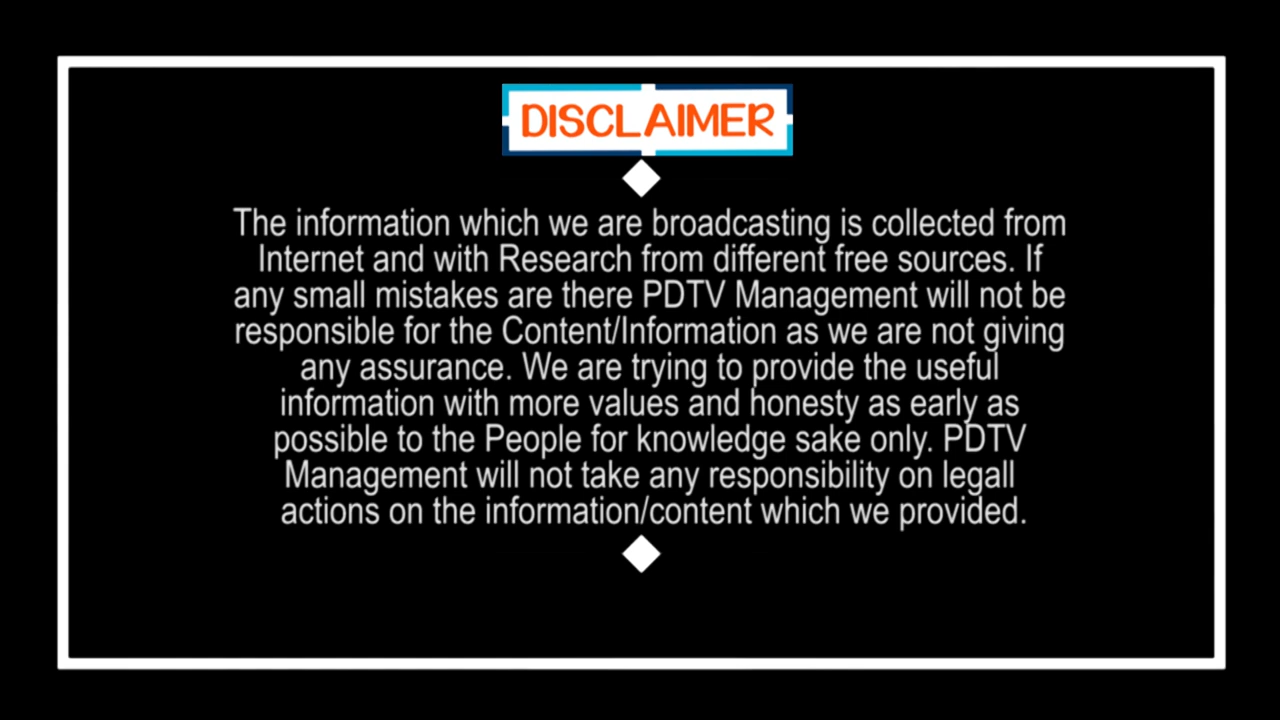 DISCLAIMER
The information which we are broadcasting is collected from
Internet and with Research from different free sources. If
any small mistakes are there PDTV Management will not be
responsible for the Content/Information as we are not giving
any assurance. We are trying to provide the useful
information with more values and honesty as early as
possible to the People for knowledge sake only. PDTV
Management will not take any responsibility on legall
actions on the information/content which we provided.